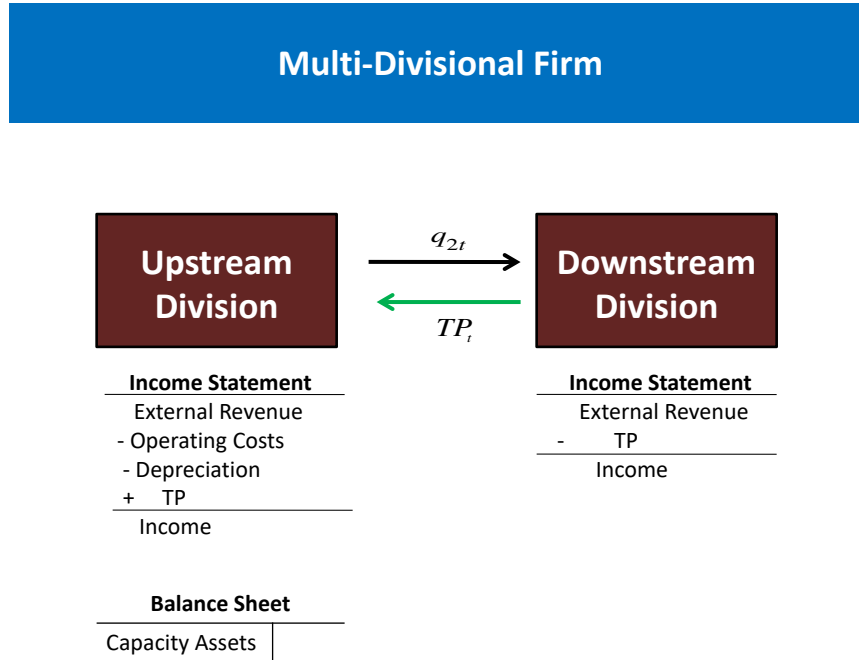 Multi-Divisional Firm
Upstream
Division
q2t
TPt
Downstream
Division
Income Statement
External Revenue
- Operating Costs
- Depreciation
+ TP
Income
Income Statement
External Revenue
- TP
Income
Balance Sheet
Capacity Assets